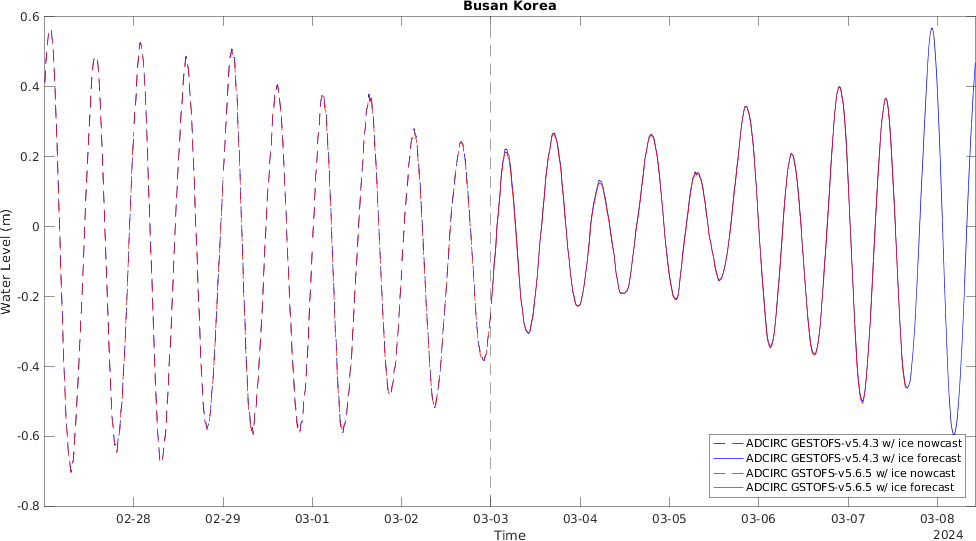 Busan Korea
0.6
0.4
0.2
0
-0.2
-0.4
-0.6
-0.8
Water Level (m)
02-28 02-29 03-01 03-02 03-03 03-04 03-05 03-06 03-07 03-08
Time
2024
ADCIRC GESTOFS-v5.4.3 w/ ice nowcast
ADCIRC GESTOFS-v5.4.3 w/ ice forecast
ADCIRC GSTOFS-v5.6.5 w/ ice nowcast
ADCIRC GSTOFS-v5.6.5 w/ ice forecast